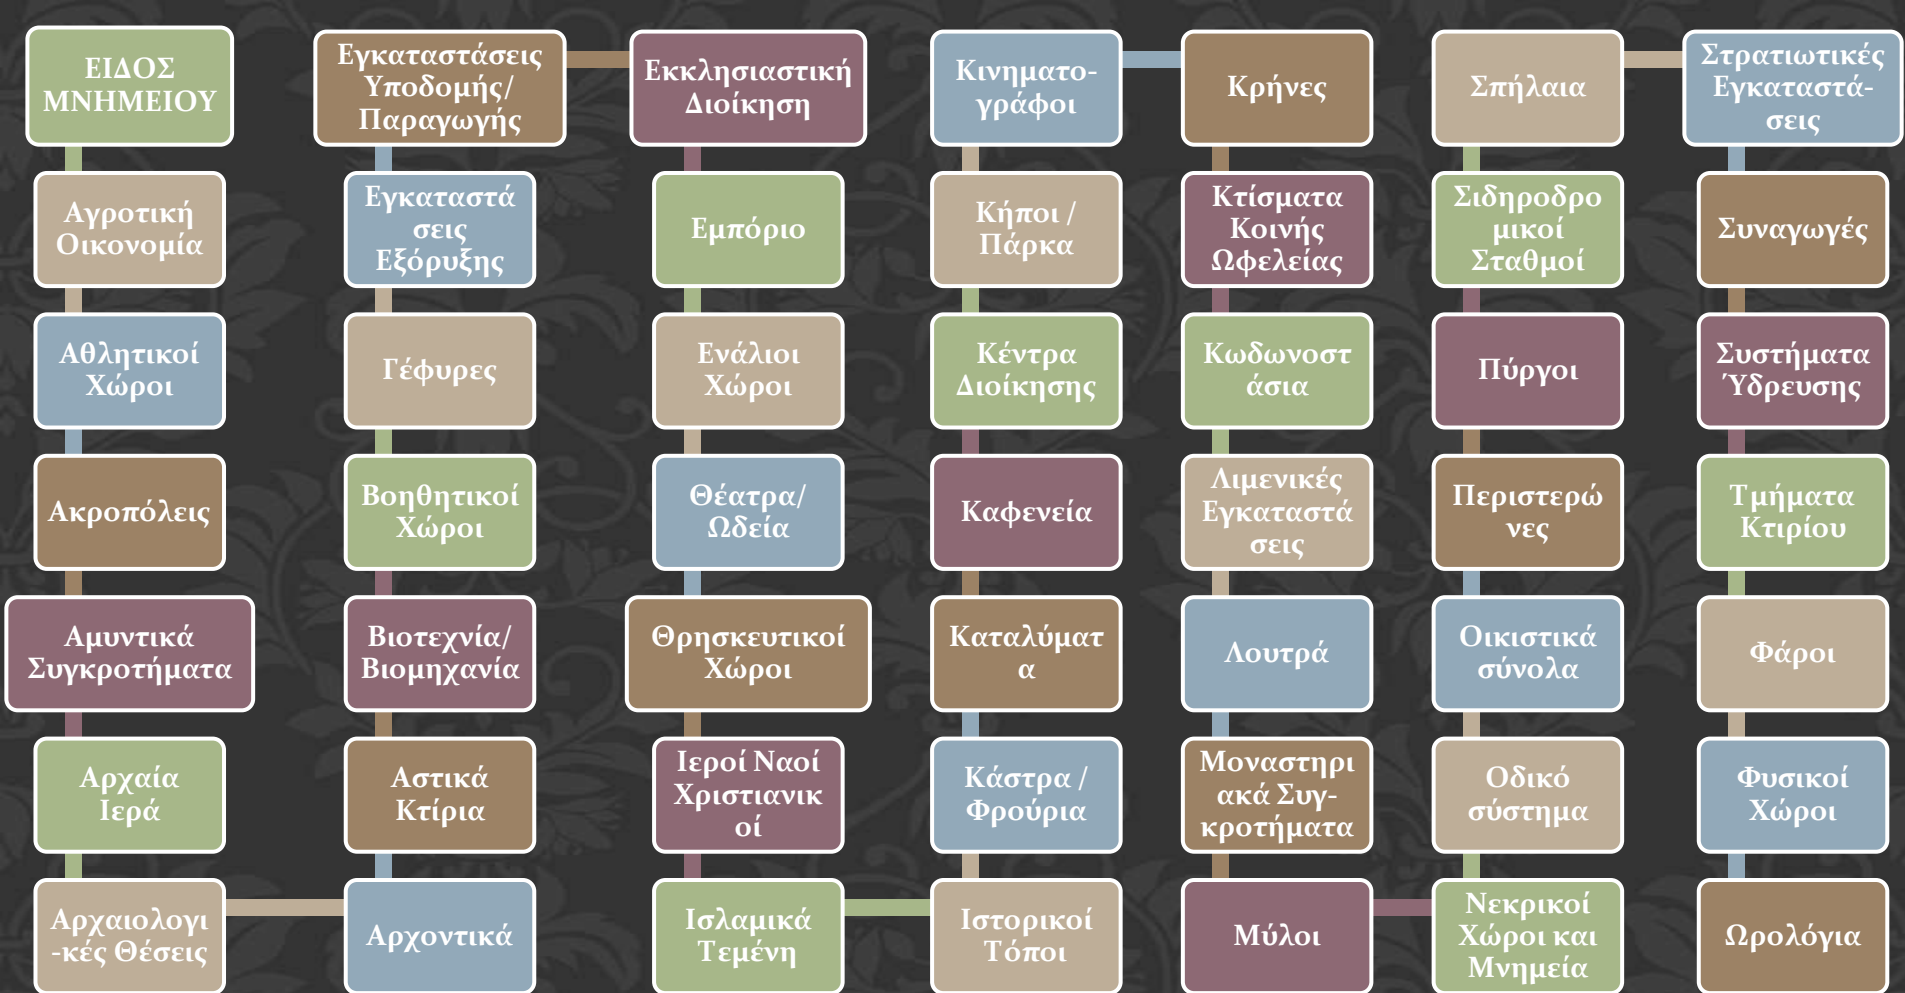 ΕΙΔΟΣ
ΜΝΗΜΕΙΟΥ
Αγροτική
Οικονομία
Αθλητικοί
Χώροι
Ακροπόλεις
Αμυντικά
Συγκροτήματα
Αρχαία
Ιερά
Αρχαιολογι
-κές Θέσεις
Αρχοντικά
Αστικά
Κτίρια
Βιοτεχνία/
Βιομηχανία
Βοηθητικοί
Χώροι
Γέφυρες
Εγκαταστά
σεις
Εξόρυξης
Εγκαταστάσεις
Υποδομής/
Παραγωγής
Εκκλησιαστική
Διοίκηση
Εμπόριο
Ενάλιοι
Χώροι
Θέατρα/
Ωδεία
Θρησκευτικοί
Χώροι
Ιεροί Ναοί
Χριστιανικ
οί
Ισλαμικά
Τεμένη
Ιστορικοί
Τόποι
Κάστρα /
Φρούρια
Καταλύματ
α
Καφενεία
Κέντρα
Διοίκησης
Κήποι /
Πάρκα
Κινηματο-
γράφοι
Κρήνες
Κτίσματα
Κοινής
Ωφελείας
Κωδωνοστ
άσια
Λιμενικές
Εγκαταστά
σεις
Λουτρά
Μοναστηρι
ακά Συγ-
κροτήματα
Μύλοι
Νεκρικοί
Χώροι και
Μνημεία
Οδικό
σύστημα
Οικιστικά
σύνολα
Περιστερώ
νες
Πύργοι
Σιδηροδρο
μικοί
Σταθμοί
Σπήλαια
Στρατιωτικές
Εγκαταστά-
σεις
Συναγωγές
Συστήματα
Ύδρευσης
Τμήματα
Κτιρίου
Φάροι
Φυσικοί
Χώροι
Ωρολόγια